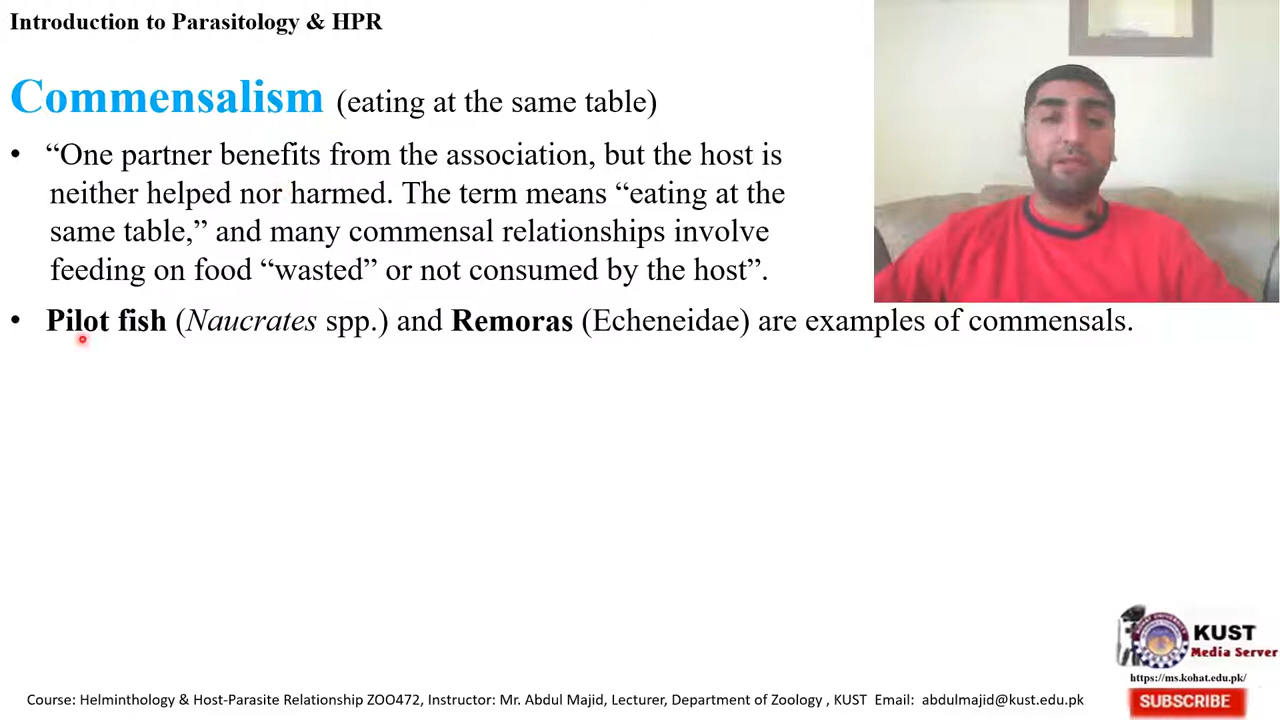 Introduction to Parasitology & HPR
Commensalism (eating at the same table)
• “One partner benefits from the association, but the host is
neither helped nor harmed. The term means “eating at the
same table,” and many commensal relationships involve
feeding on food “wasted” or not consumed by the host”.
• Pilot fish (Naucrates spp.) and Remoras (Echeneidae) are examples of commensals.
KUST
Media Server
https://ms.kohat.edu.pk/
SUBSCRIBE
Course: Helminthology & Host-Parasite Relationship ZOO472, Instructor: Mr. Abdul Majid, Lecturer, Department of Zoology , KUST Email: abdulmajid@kust.edu.pk